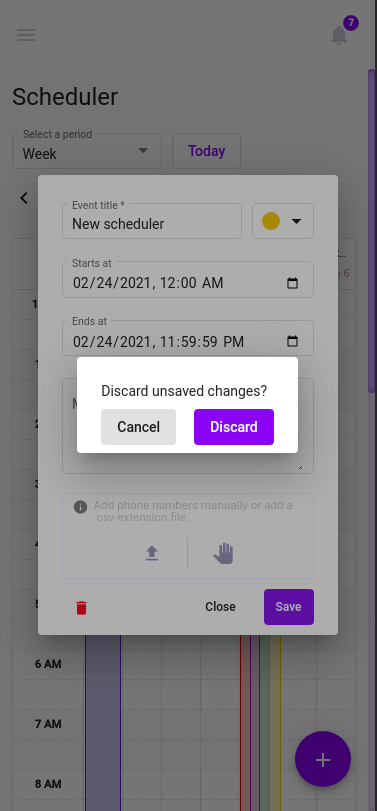 7
Scheduler
Select a period
Week
Today
Event title *
New scheduler
Starts at
02/24/2021, 12:00 AM
Ends at
02/24/2021, 11:59:59 PM
Discard unsaved changes?
Cancel
Discard
Add phone numbers manually or add a
.csv extension file.
Close
Save
6 AM
7 AM
8 AM